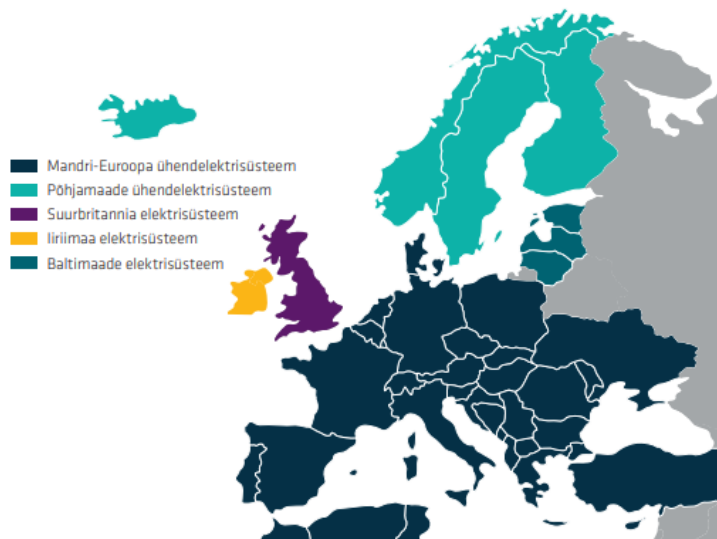 Mandri-Euroopa ühendelektrisüsteem
Põhjamaade ühendelektrisüsteem
Suurbritannia elektrisüsteem
Iiriimaa elektrisüsteem
Baltimaade elektrisüsteem